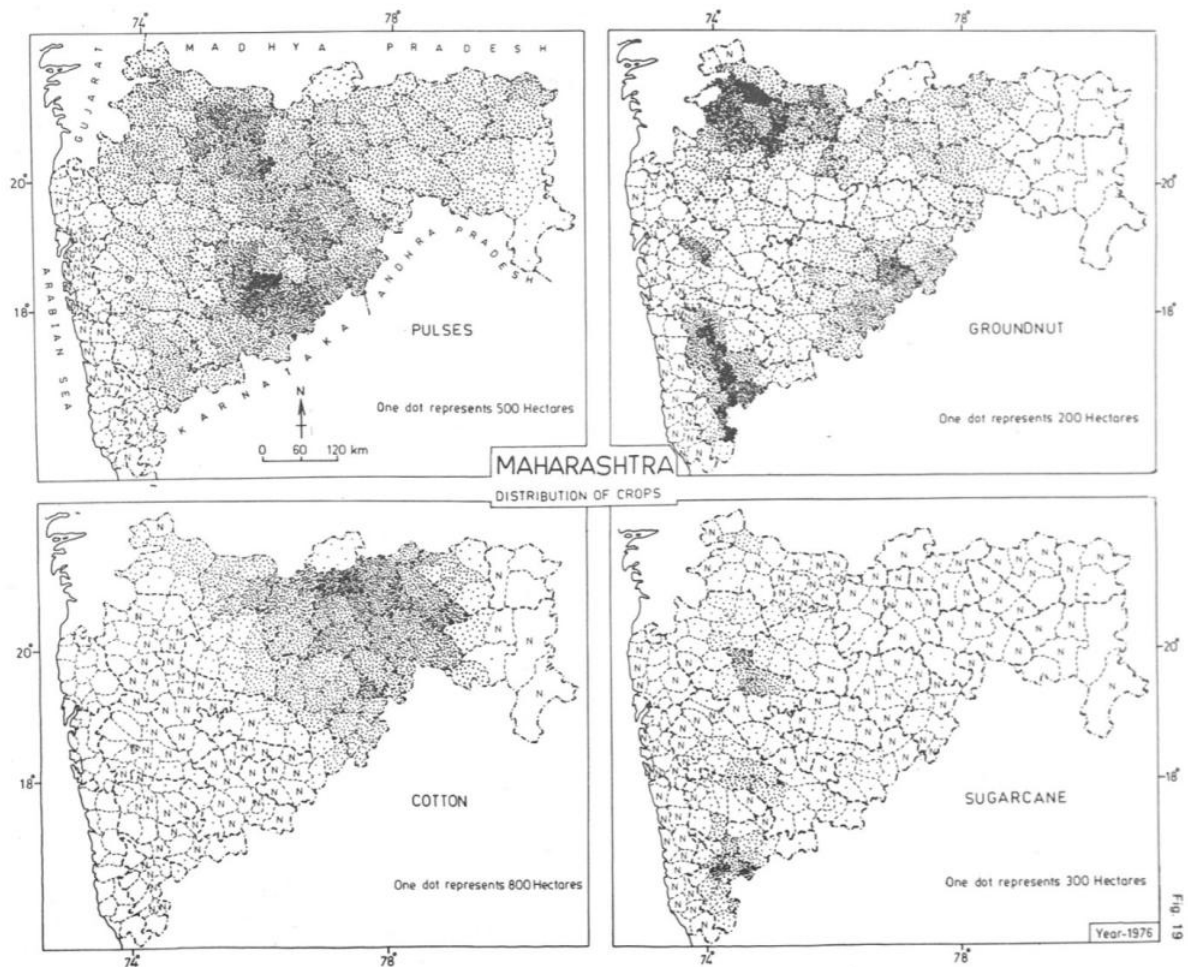 74°
78°
74°
78°
MADHYA PRADESH
GUJARAT
20°
18°
ARABIAN SEA
KARNATAKA
ANDHRA PRADESH
PULSES
N
One dot represents 500 Hectares
0 60 120 km
20°
18°
GROUNDNUT
One dot represents 200 Hectares
MAHARASHTRA
DISTRIBUTION OF CROPS
20°
18°
COTTON
One dot represents 800 Hectares
74°
78°
20°
18°
SUGARCANE
One dot represents 300 Hectares
Year-1976
74°
78°
Fig. 19